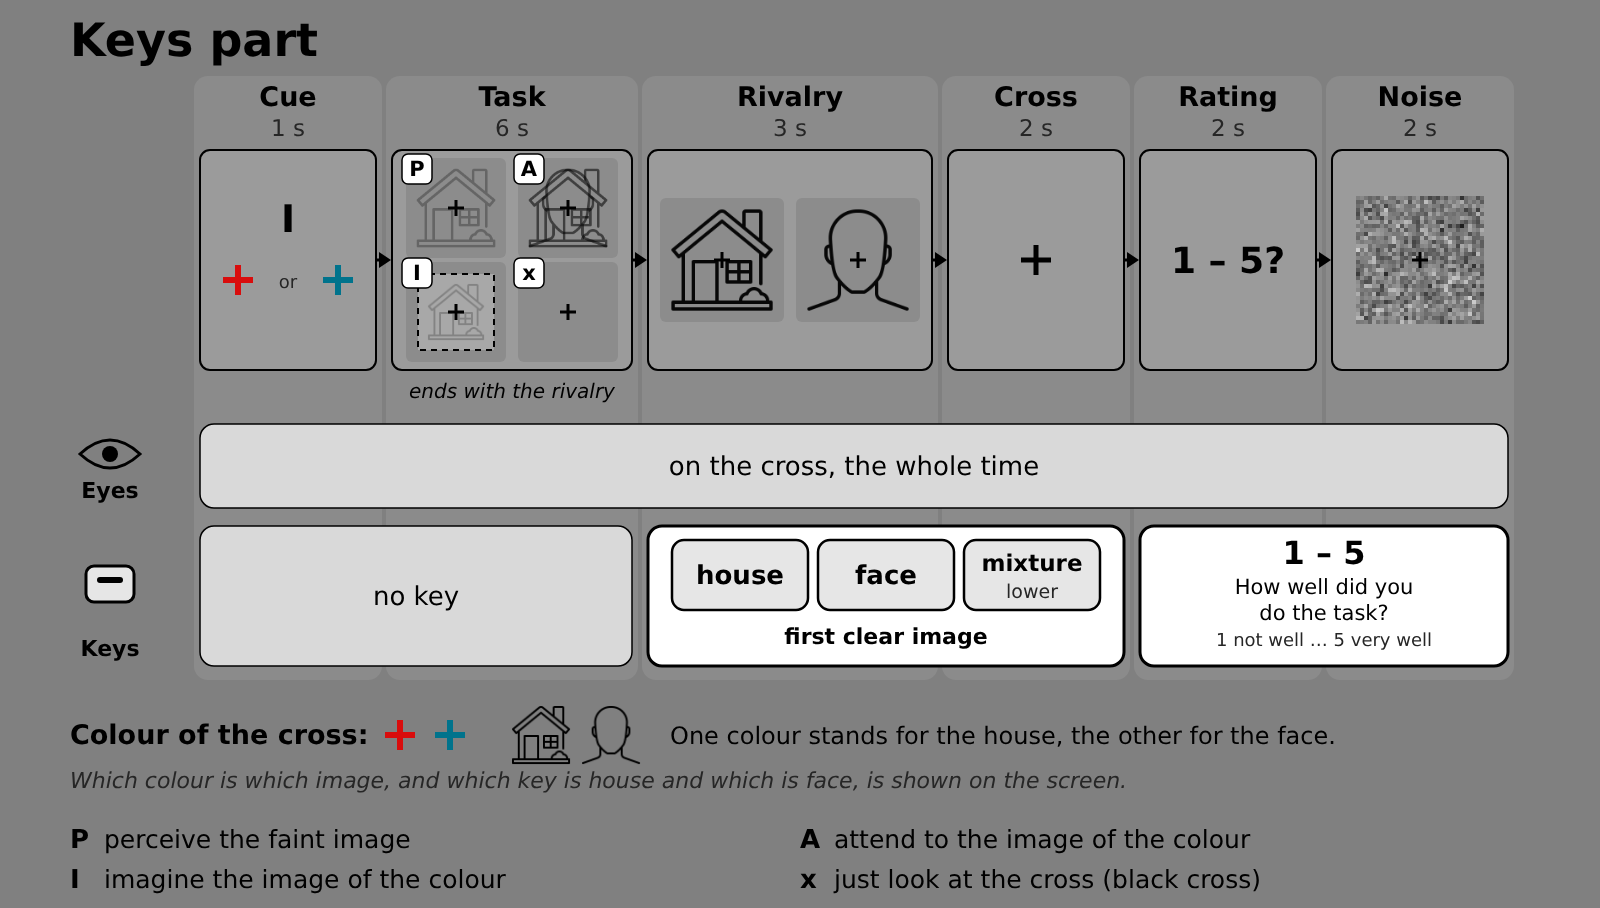 Keys part
Cue
1 s
Task
6 s
Rivalry
3 s
Cross
2 s
Rating
2 s
Noise
2 s
I
+ or +
P
A
I
x
ends with the rivalry
1 – 5?
Eyes
on the cross, the whole time
Keys
no key
house
face
mixture
lower
first clear image
1 – 5
How well did you
do the task?
1 not well … 5 very well
Colour of the cross: + + One colour stands for the house, the other for the face.
Which colour is which image, and which key is house and which is face, is shown on the screen.
P perceive the faint image
A attend to the image of the colour
I imagine the image of the colour
x just look at the cross (black cross)